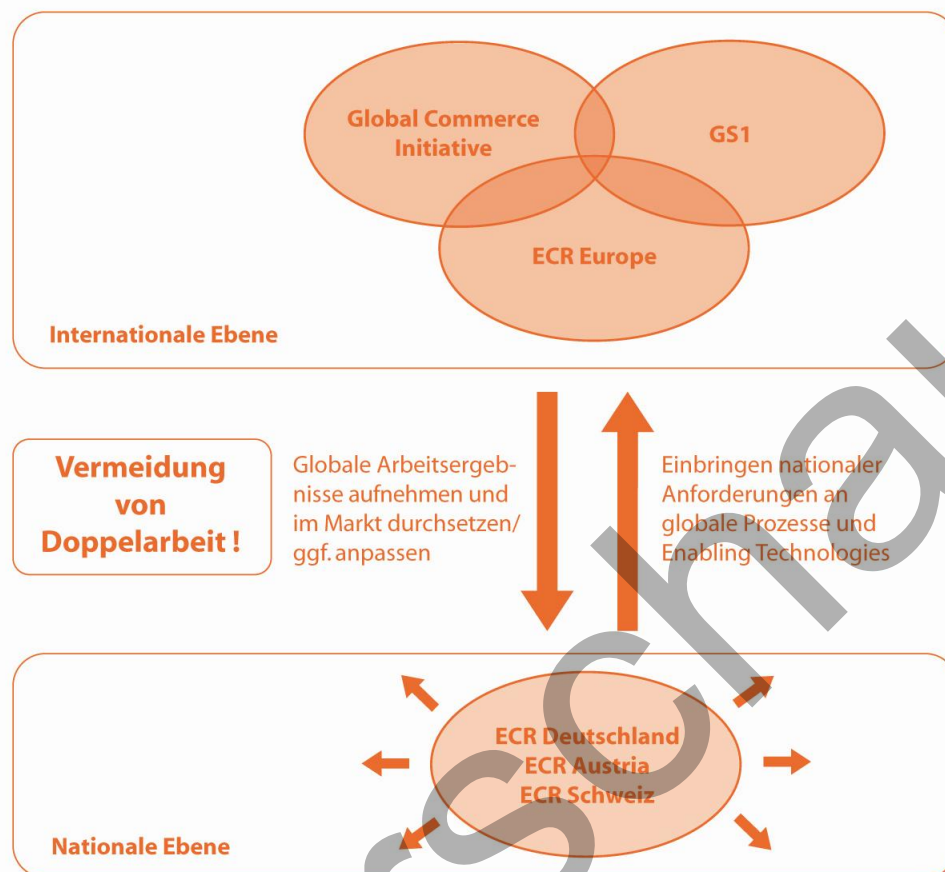 Global Commerce
Initiative
GS1
ECR Europe
Internationale Ebene
Vermeidung
von
Doppelarbeit !
Globale Arbeitsergeb-
nisse aufnehmen und
im Markt durchsetzen/
ggf. anpassen
Einbringen nationaler
Anforderungen an
globale Prozesse und
Enabling Technologies
ECR Deutschland
ECR Austria
ECR Schweiz
Nationale Ebene